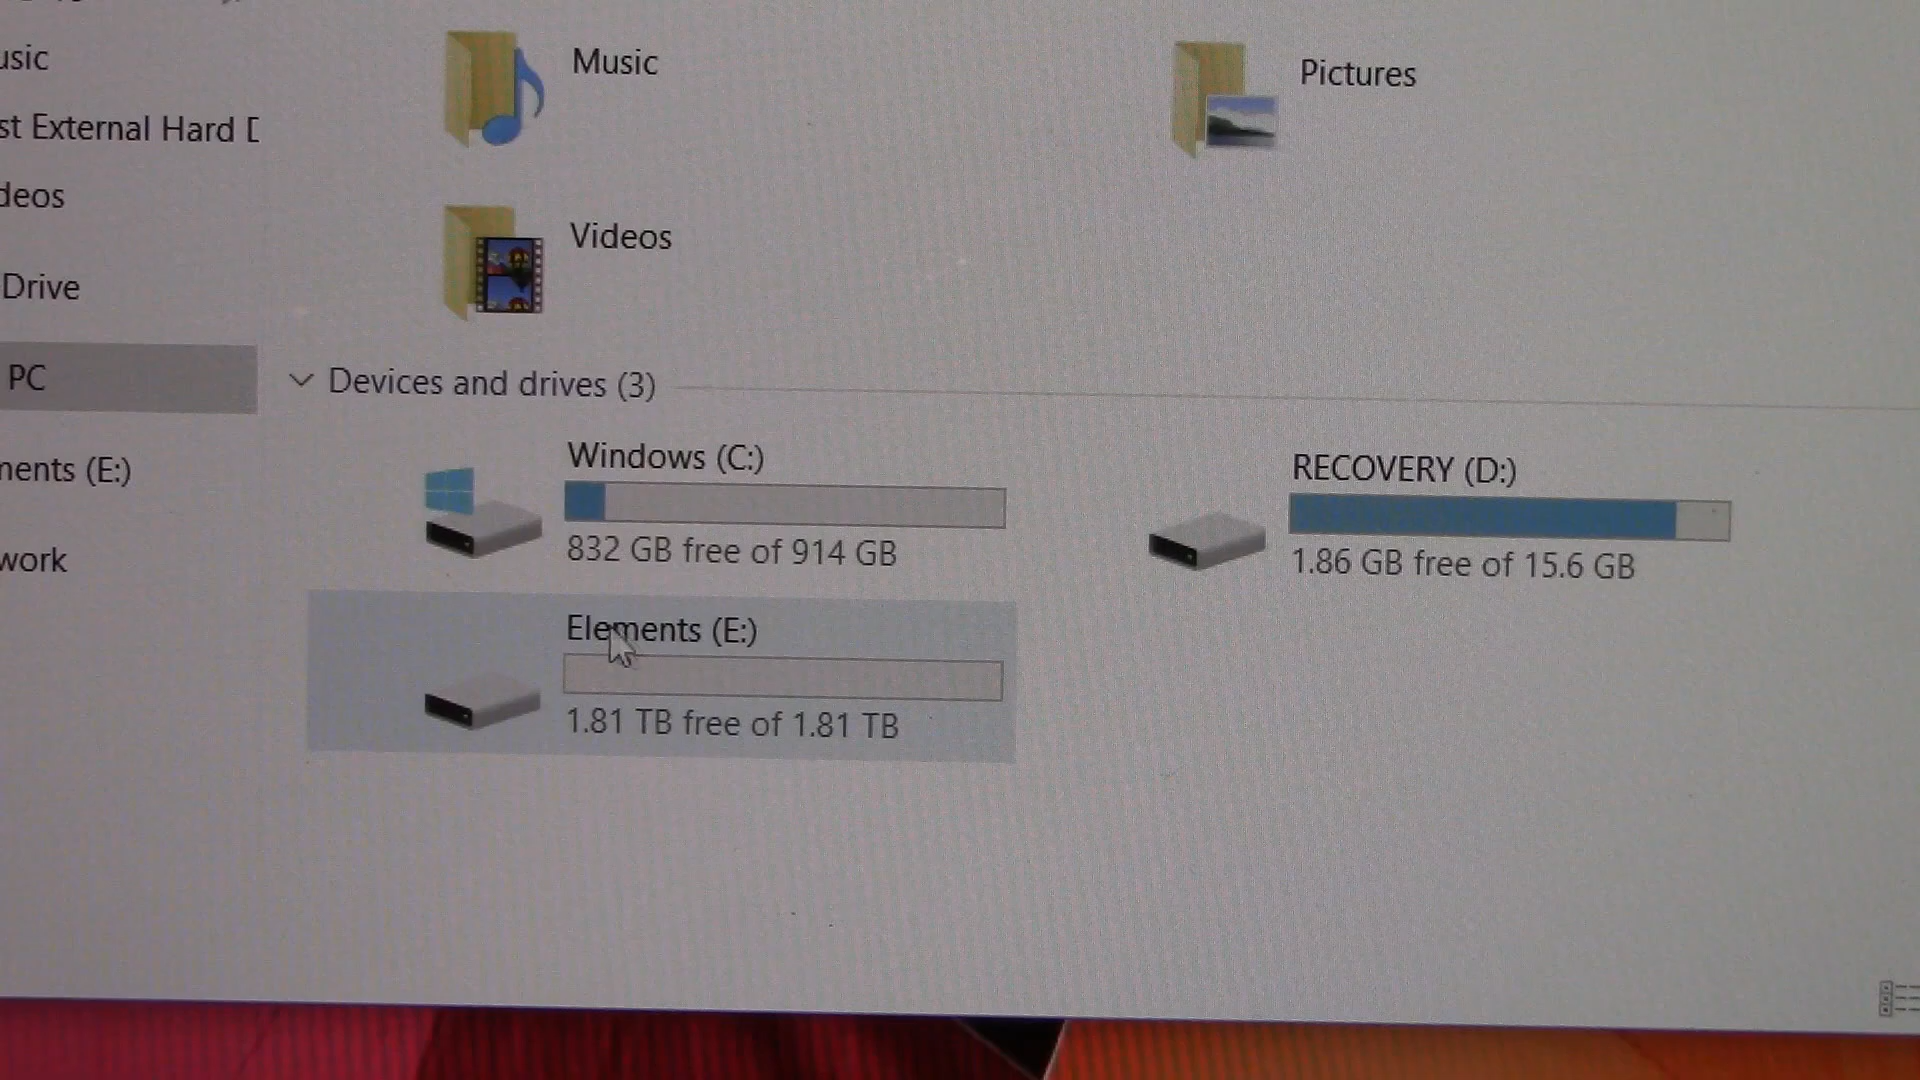 usic
st External Hard D
deos
Drive
PC
nents (E:)
work
Music
Pictures
Videos
Devices and drives (3)
Windows (C:)
832 GB free of 914 GB
RECOVERY (D:)
1.86 GB free of 15.6 GB
Elements (E:)
1.81 TB free of 1.81 TB